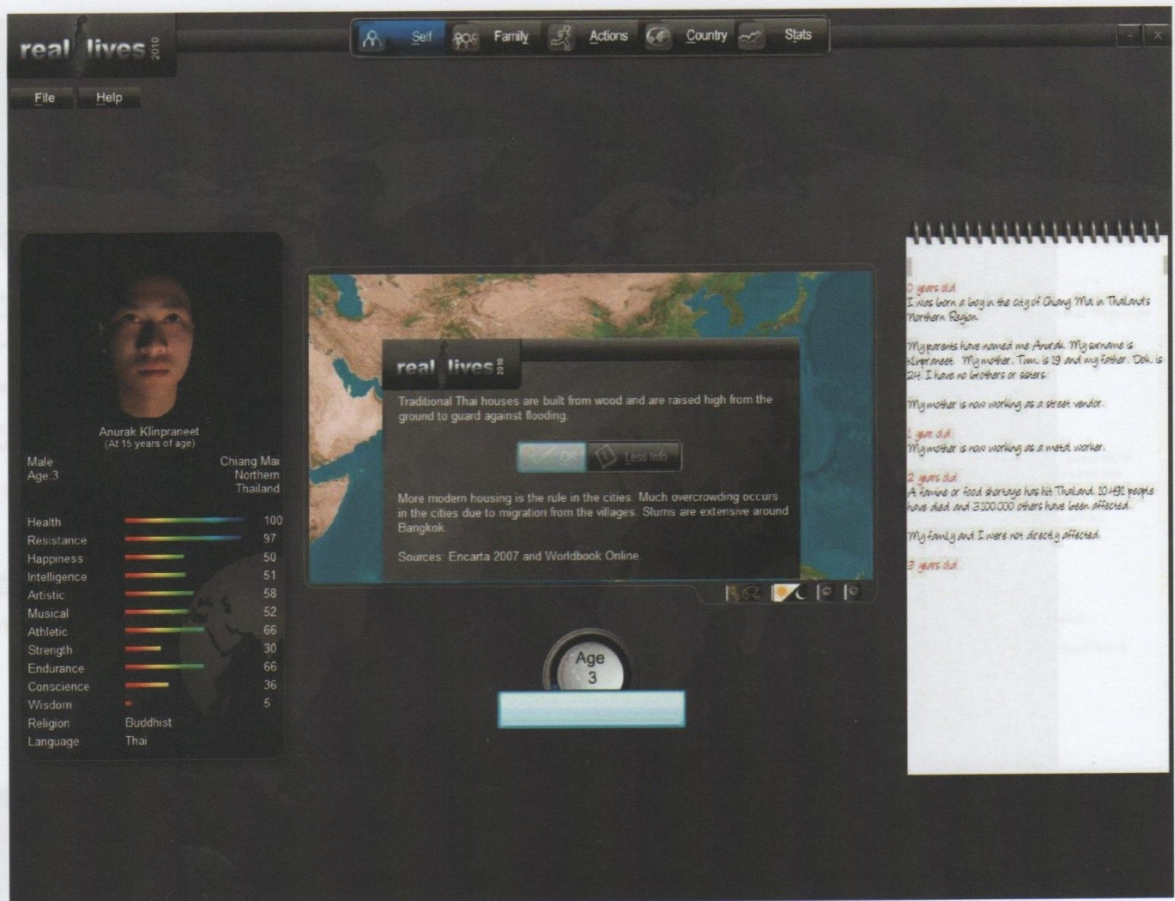 real lives 2010
Self Family Actions Country Stats
File Help
Anurak Klinpraneet
(At 15 years of age)
Male
Age 3
Chiang Mai
Northern
Thailand
Health 100
Resistance 97
Happiness 50
Intelligence 51
Artistic 58
Musical 52
Athletic 66
Strength 30
Endurance 66
Conscience 36
Wisdom 5
Religion Buddhist
Language Thai
real lives 2010
Traditional Thai houses are built from wood and are raised high from the
ground to guard against flooding.
Less Info
More modern housing is the rule in the cities. Much overcrowding occurs
in the cities due to migration from the villages. Slums are extensive around
Bangkok.
Sources: Encarta 2007 and Worldbook Online.
Age
3
0 years old
I was born a boy in the city of Chiang Mai in Thailand's
Northern Region.
My parents have named me Anurak. My surname is
Klinpraneet. My mother, is 19 and my father, is
24. I have no brothers or sisters.
My mother is now working as a street vendor.
1 year old
My mother is now working as a metal worker.
2 years old
A famine or food shortage has hit Thailand. 10,491 people
have died and 3,100,000 others have been affected.
My family and I were not directly affected.
3 years old